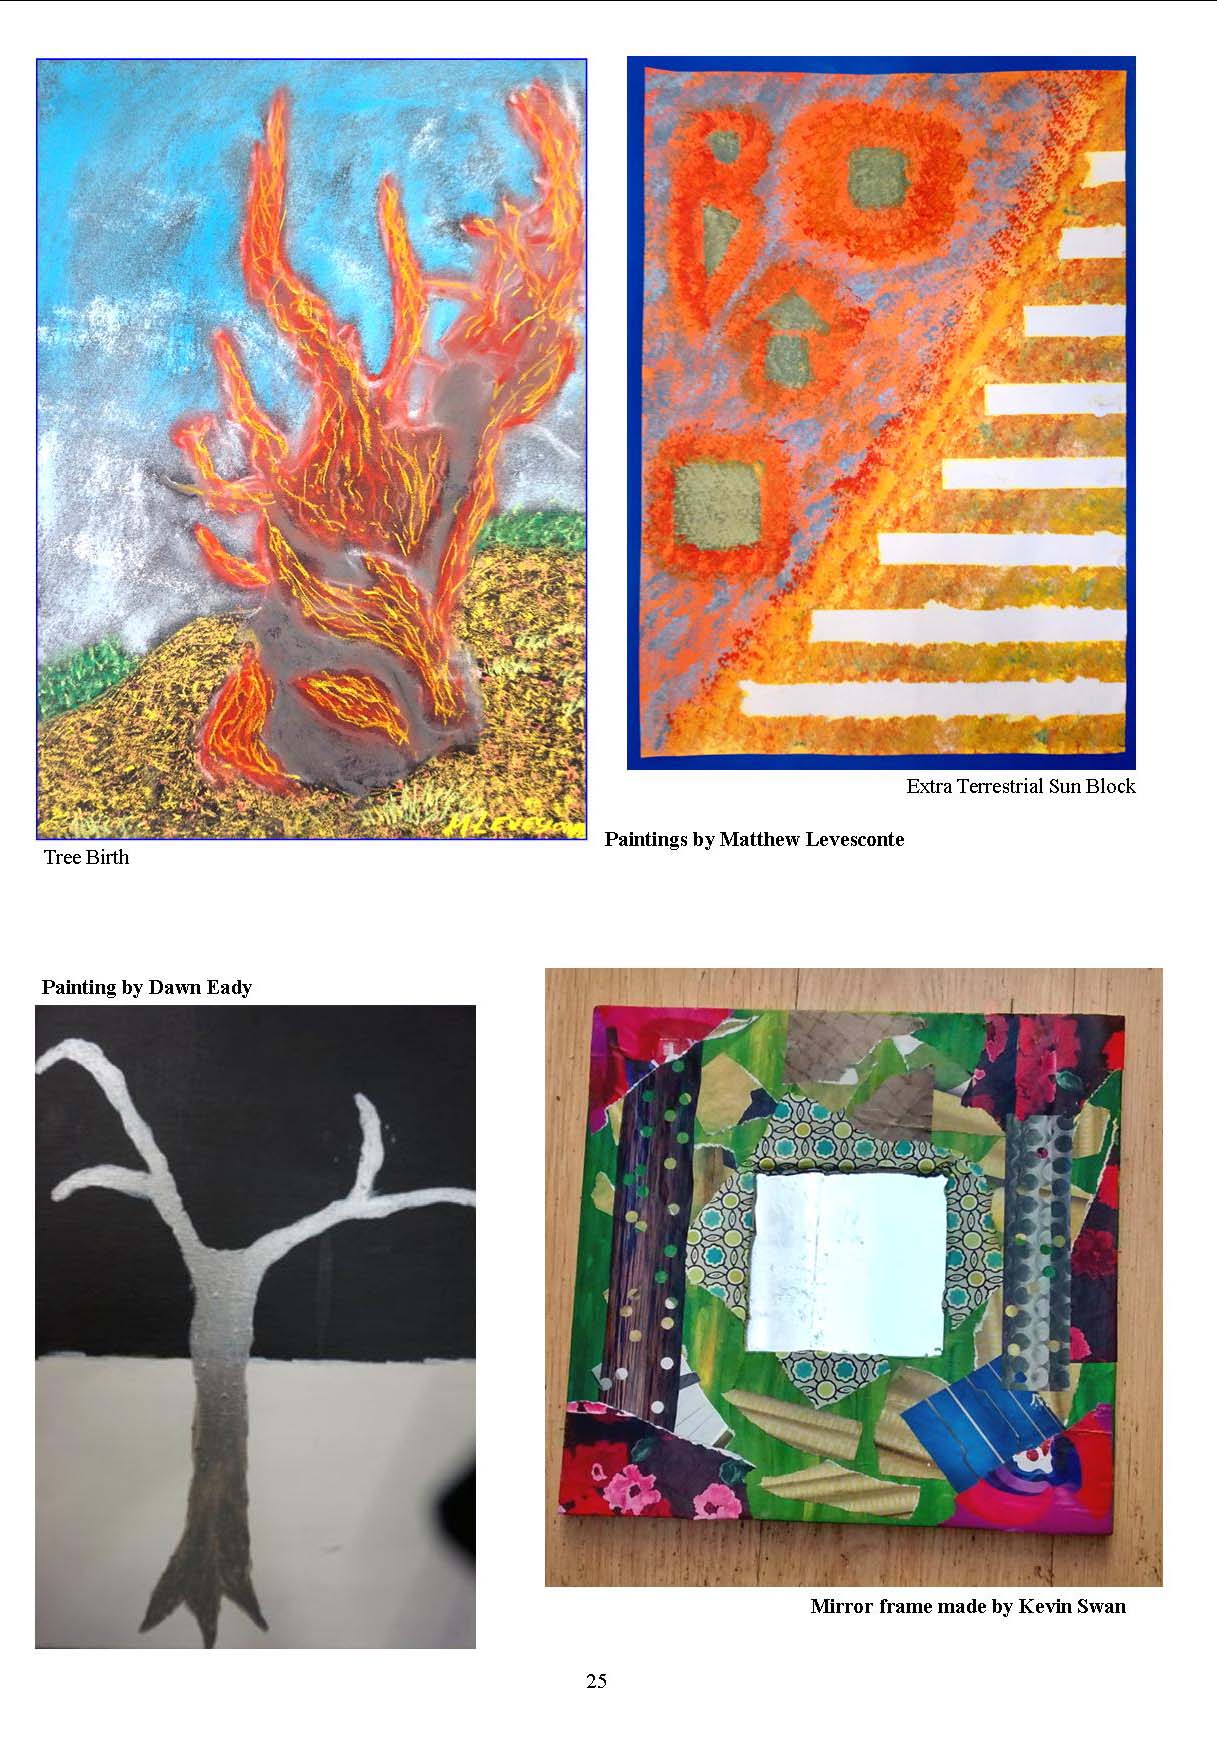 Extra Terrestrial Sun Block
Paintings by Matthew Levesconte
Tree Birth
Painting by Dawn Eady
Mirror frame made by Kevin Swan
25